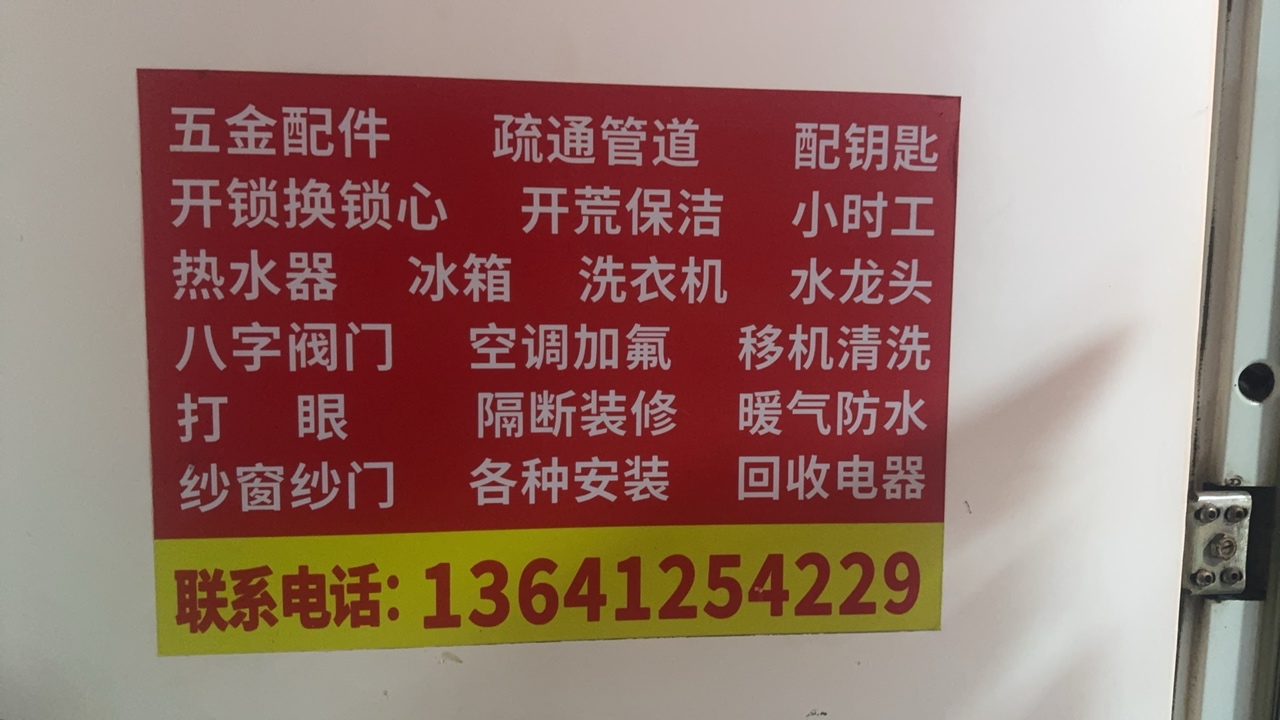 五金配件 疏通管道 配钥匙
开锁换锁心 开荒保洁 小时工
热水器 冰箱 洗衣机 水龙头
八字阀门 空调加氟 移机清洗
打 眼 隔断装修 暖气防水
纱窗纱门 各种安装 回收电器
联系电话：13641254229